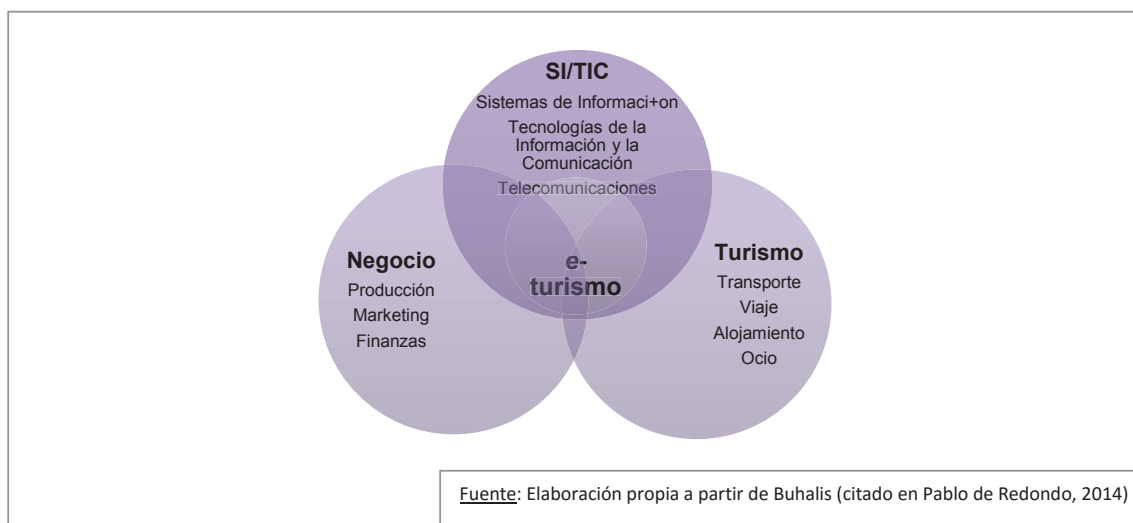 SI/TIC
Sistemas de Informaci+on
Tecnologías de la
Información y la
Comunicación
Telecomunicaciones
Negocio
Producción
Marketing
Finanzas
e-
turismo
Turismo
Transporte
Viaje
Alojamiento
Ocio
Fuente: Elaboración propia a partir de Buhalis (citado en Pablo de Redondo, 2014)